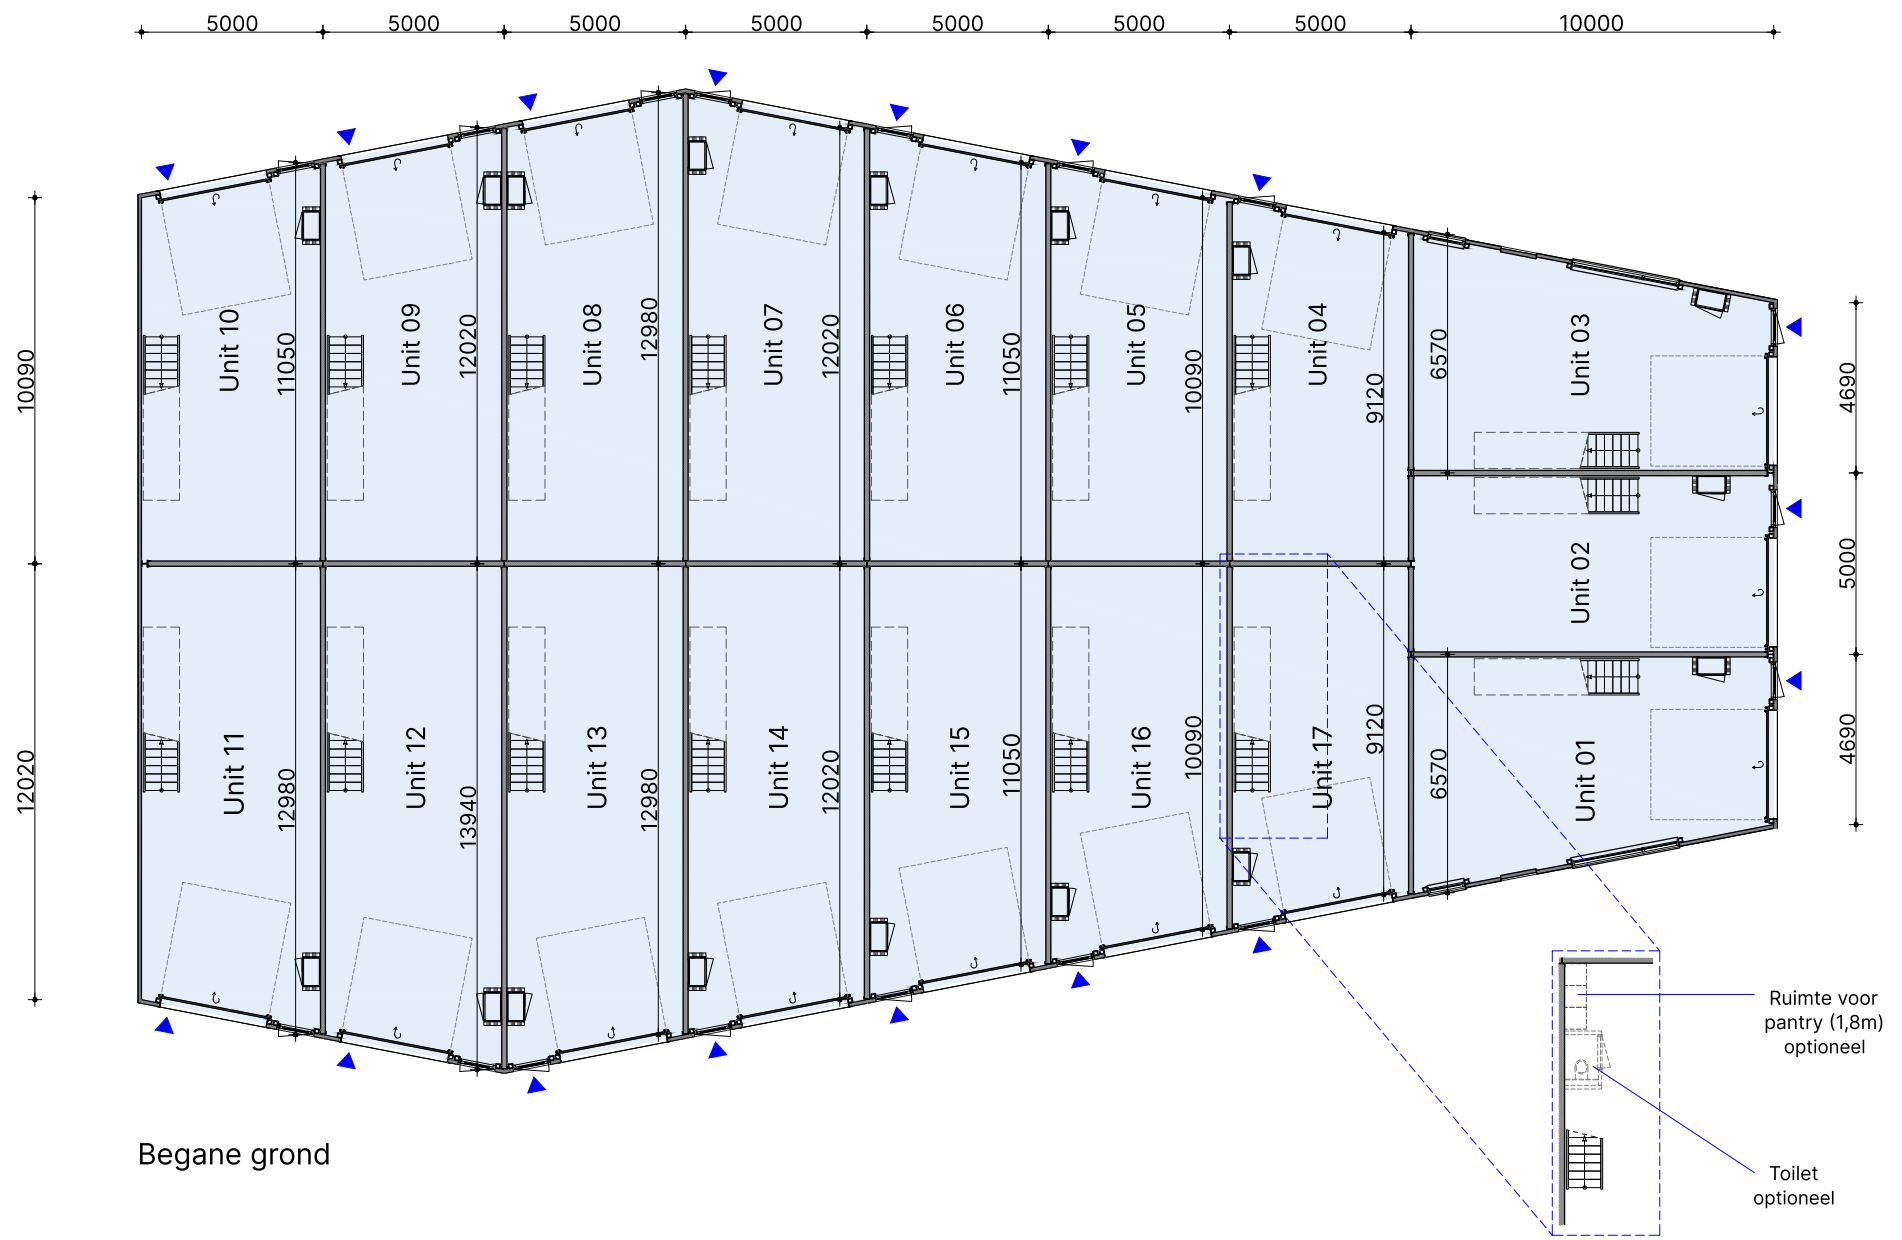 5000 5000 5000 5000 5000 5000 5000 10000
10090
12020
Unit 10
11050
Unit 09
12020
Unit 08
12980
Unit 07
12020
Unit 06
11050
Unit 05
10090
Unit 04
9120
6570
Unit 03
4690
Unit 02
5000
Unit 11
12980
Unit 12
13940
Unit 13
12980
Unit 14
12020
Unit 15
11050
Unit 16
10090
Unit 17
9120
6570
Unit 01
4690
Ruimte voor
pantry (1,8m)
optioneel
Toilet
optioneel
Begane grond